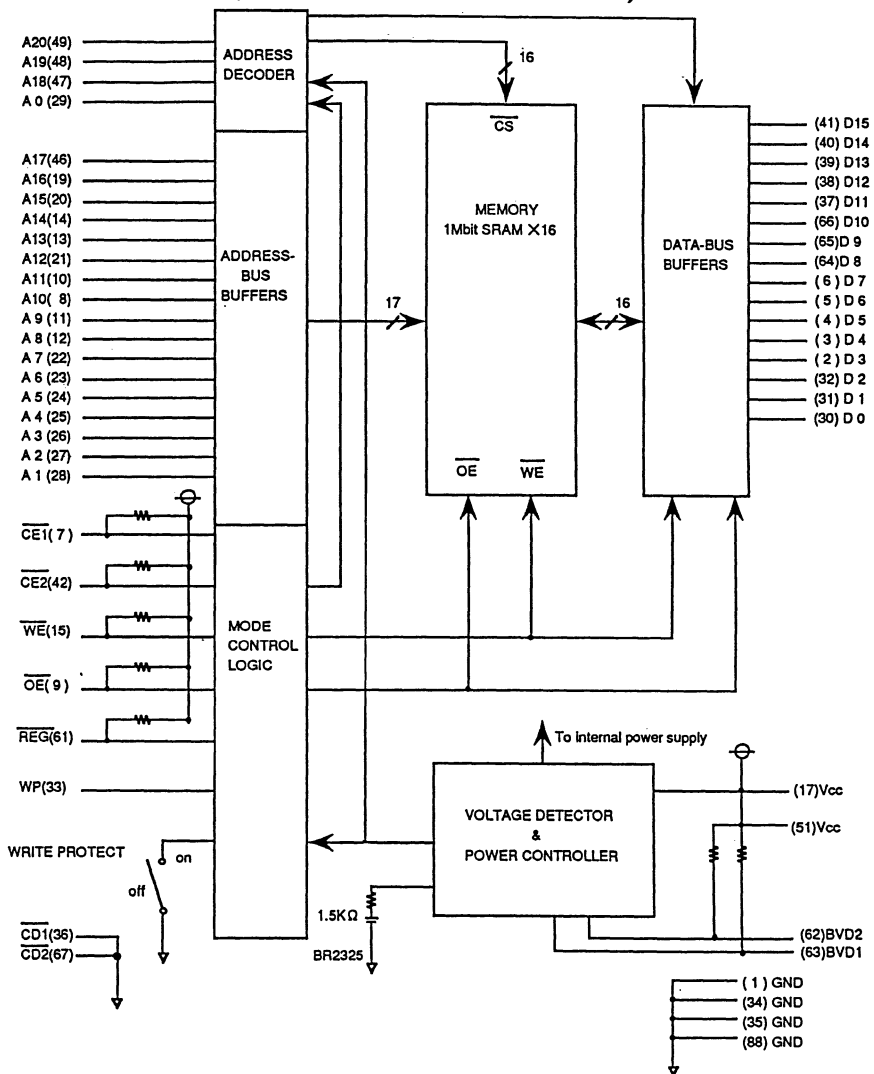 A20(49)
A19(48)
A18(47)
A 0 (29)
ADDRESS
DECODER
16
A17(46)
A16(19)
A15(20)
A14(14)
A13(13)
A12(21)
A11(10)
A10( 8)
A 9 (11)
A 8 (12)
A 7 (22)
A 6 (23)
A 5 (24)
A 4 (25)
A 3 (26)
A 2 (27)
A 1 (28)
ADDRESS-
BUS
BUFFERS
17
CS
MEMORY
1Mbit SRAM X16
OE WE
16
DATA-BUS
BUFFERS
(41) D15
(40) D14
(39) D13
(38) D12
(37) D11
(66) D10
(65)D 9
(64)D 8
( 6) D 7
( 5) D 6
( 4) D 5
( 3 ) D 4
( 2 ) D 3
(32) D 2
(31) D 1
(30) D 0
CE1( 7 )
CE2(42)
WE(15)
OE( 9 )
REG(61)
WP(33)
MODE
CONTROL
LOGIC
WRITE PROTECT
on
off
CD1(36)
CD2(67)
To internal power supply
VOLTAGE DETECTOR
&
POWER CONTROLLER
1.5KΩ
BR2325
(17)Vcc
(51)Vcc
(62)BVD2
(63)BVD1
( 1 ) GND
(34) GND
(35) GND
(88) GND